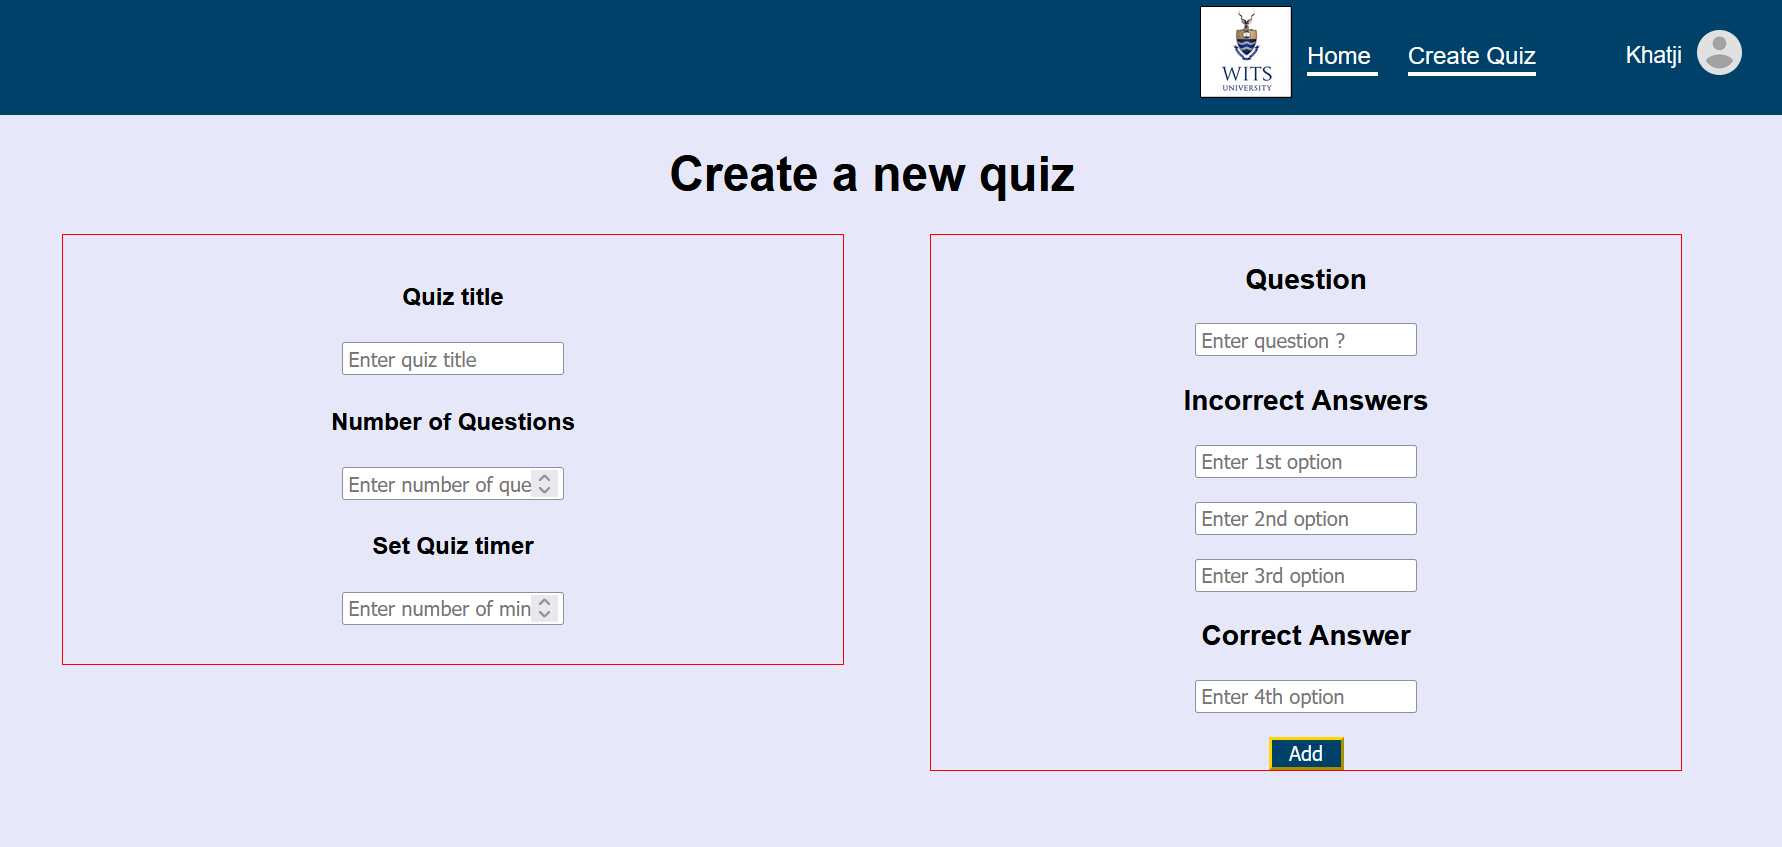 WITS
UNIVERSITY
Home
Create Quiz
Khatji
Create a new quiz
Quiz title
Enter quiz title
Number of Questions
Enter number of que
Set Quiz timer
Enter number of min
Question
Enter question ?
Incorrect Answers
Enter 1st option
Enter 2nd option
Enter 3rd option
Correct Answer
Enter 4th option
Add